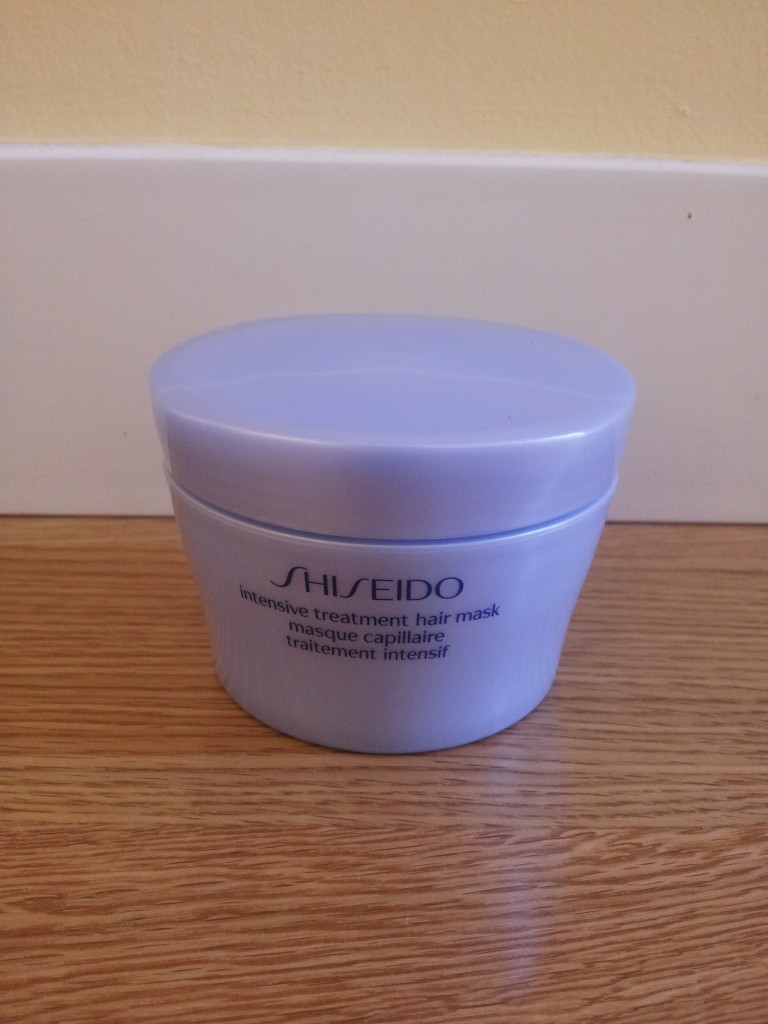 SHISEIDO
intensive treatment hair mask
masque capillaire
traitement intensif